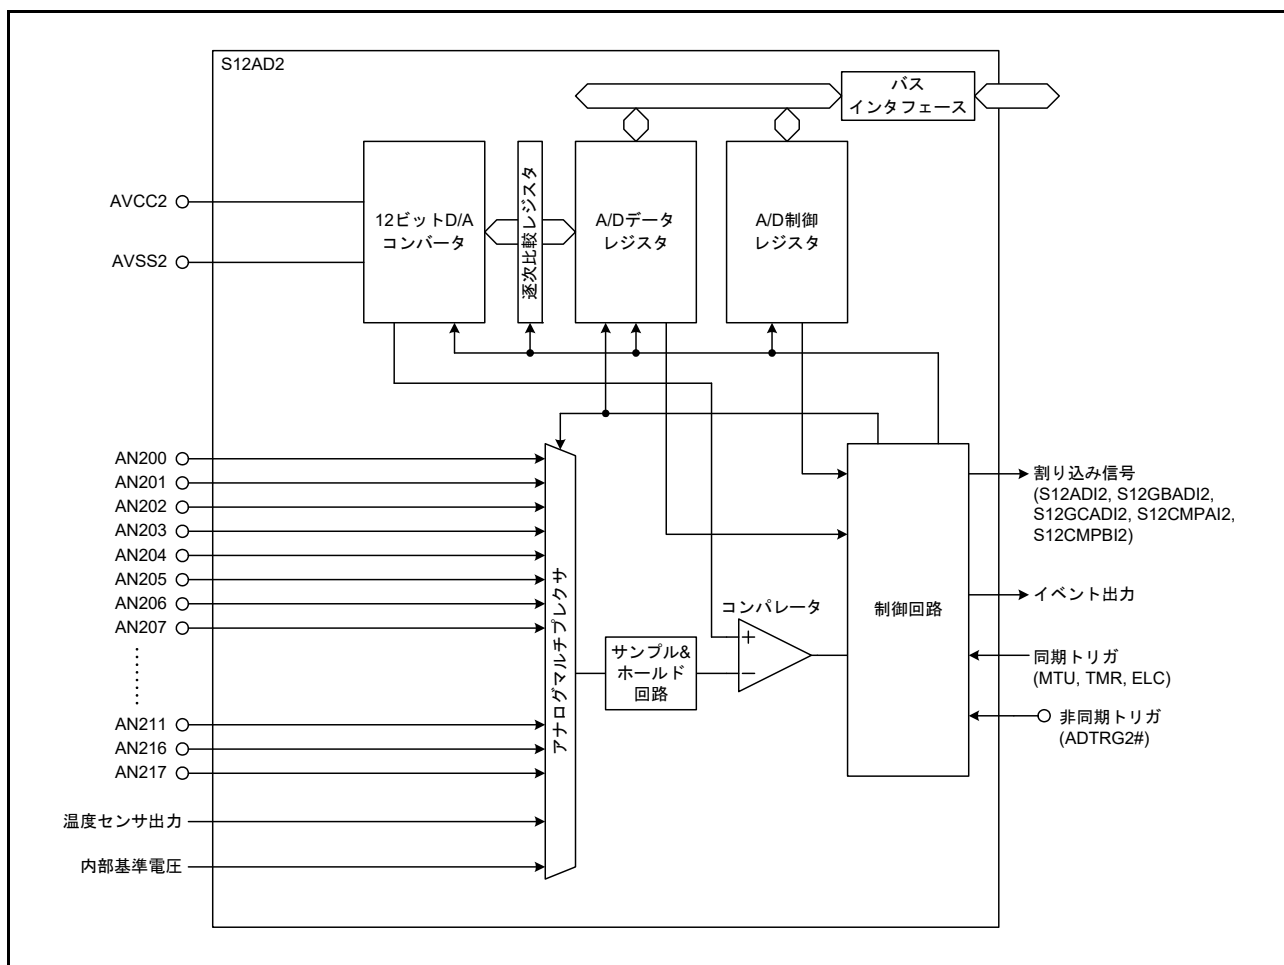 S12AD2
バス
インタフェース
AVCC2
AVSS2
12ビットD/A
コンバータ
逐次比較レジスタ
A/Dデータ
レジスタ
A/D制御
レジスタ
AN200
AN201
AN202
AN203
AN204
AN205
AN206
AN207
AN211
AN216
AN217
温度センサ出力
内部基準電圧
アナログマルチプレクサ
サンプル&
ホールド
回路
コンパレータ
+
−
制御回路
割り込み信号
(S12ADI2, S12GBADI2,
S12GCADI2, S12CMPAI2,
S12CMPBI2)
イベント出力
同期トリガ
(MTU, TMR, ELC)
非同期トリガ
(ADTRG2#)